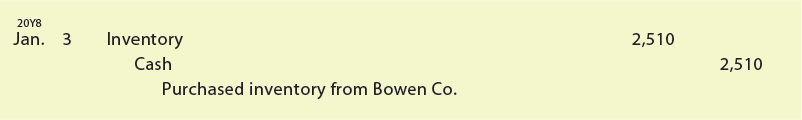 20Y8
Jan. 3 Inventory 2,510
Cash 2,510
Purchased inventory from Bowen Co.